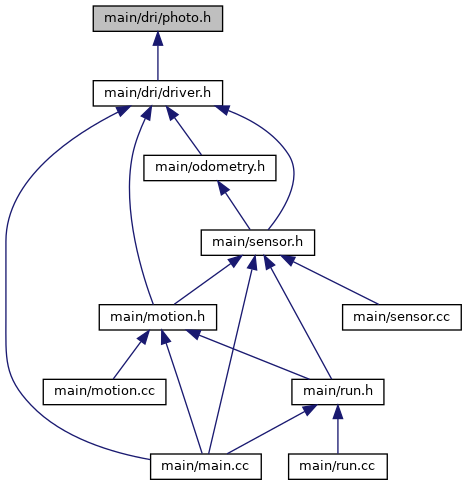 main/dri/photo.h
main/dri/driver.h
main/odometry.h
main/sensor.h
main/motion.h
main/sensor.cc
main/motion.cc
main/run.h
main/main.cc
main/run.cc